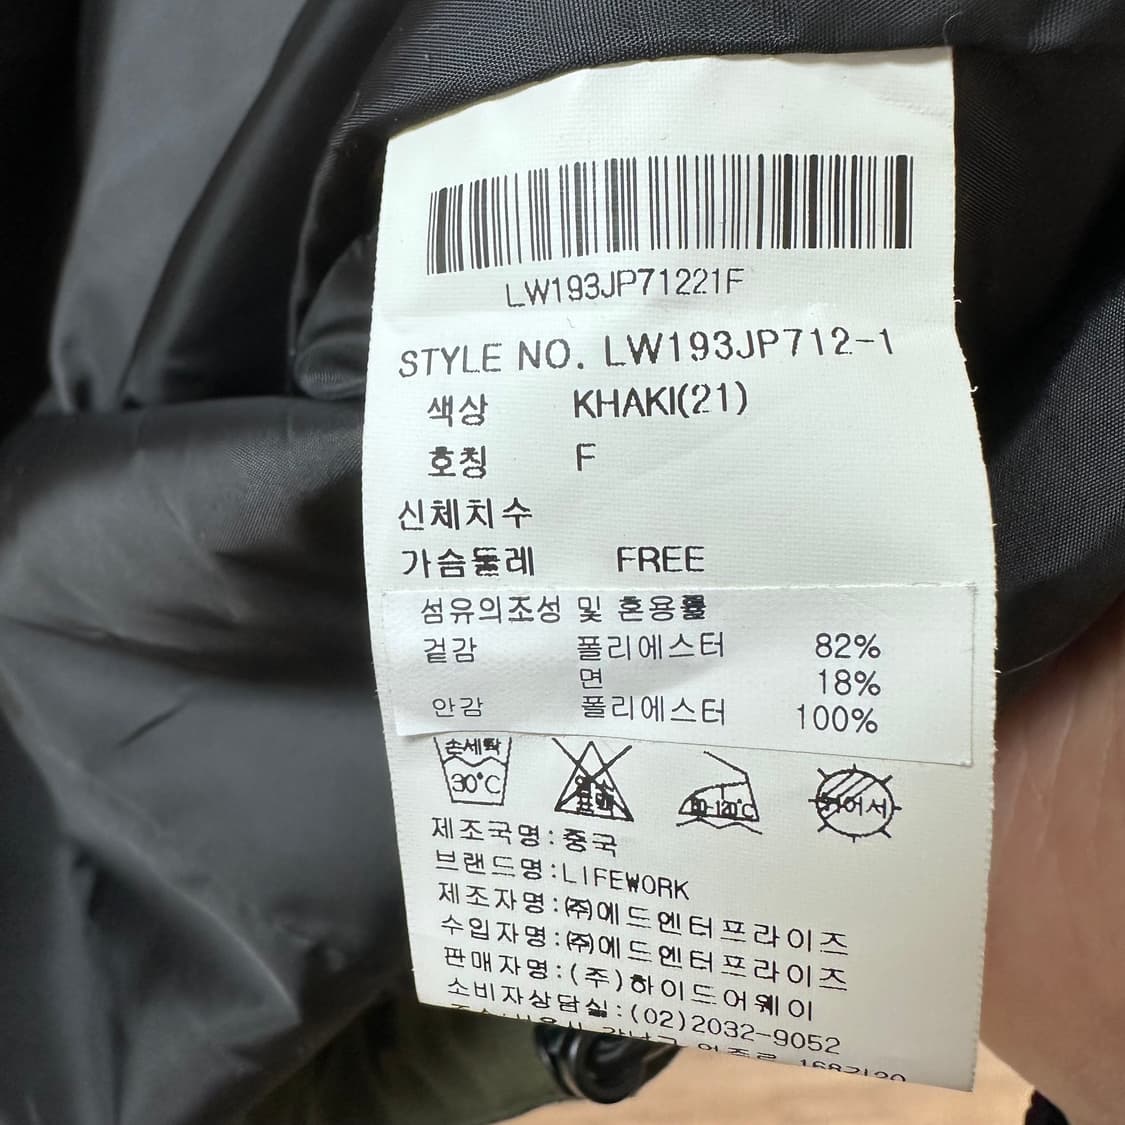 LW193JP71221F
STYLE NO. LW193JP712-1
색상 KHAKI(21)
호칭 F
신체치수
가슴둘레 FREE
섬유의조성 및 혼용률
겉감 폴리에스터 82%
면 18%
안감 폴리에스터 100%
손세탁
30℃
80-120℃
뉘어서
제조국명:중국
브랜드명:LIFEWORK
제조자명:(주)에드엔터프라이즈
수입자명:(주)에드엔터프라이즈
판매자명:(주)하이드어웨이
소비자상담실:(02)2032-9052